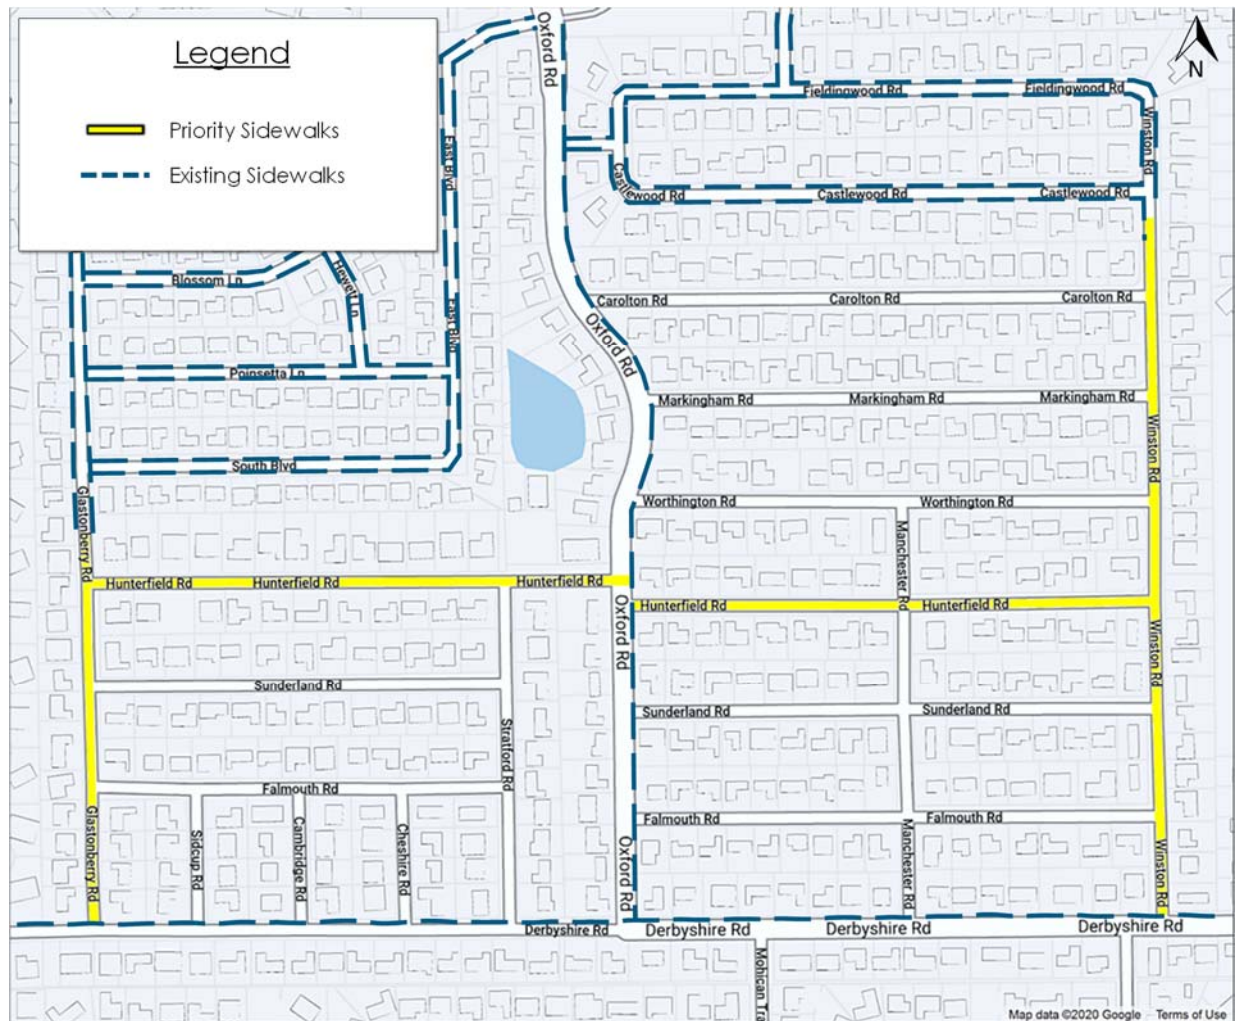 Legend
Priority Sidewalks
Existing Sidewalks
N
Oxford Rd
Fieldingwood Rd
Fieldingwood Rd
Winston Rd
East Blvd
Castlewood Rd
Castlewood Rd
Castlewood Rd
Blossom Ln
Hewett Ln
East Blvd
Carolton Rd
Carolton Rd
Carolton Rd
Oxford Rd
Poinsetta Ln
Markingham Rd
Markingham Rd
Markingham Rd
Winston Rd
South Blvd
Glastonberry Rd
Worthington Rd
Worthington Rd
Manchester Rd
Hunterfield Rd
Hunterfield Rd
Hunterfield Rd
Hunterfield Rd
Hunterfield Rd
Oxford Rd
Winston Rd
Sunderland Rd
Sunderland Rd
Sunderland Rd
Stratford Rd
Falmouth Rd
Falmouth Rd
Falmouth Rd
Glastonberry Rd
Sidcup Rd
Cambridge Rd
Cheshire Rd
Oxford Rd
Manchester Rd
Winston Rd
Derbyshire Rd
Derbyshire Rd
Derbyshire Rd
Derbyshire Rd
Mohican Tra
Map data ©2020 Google
Terms of Use